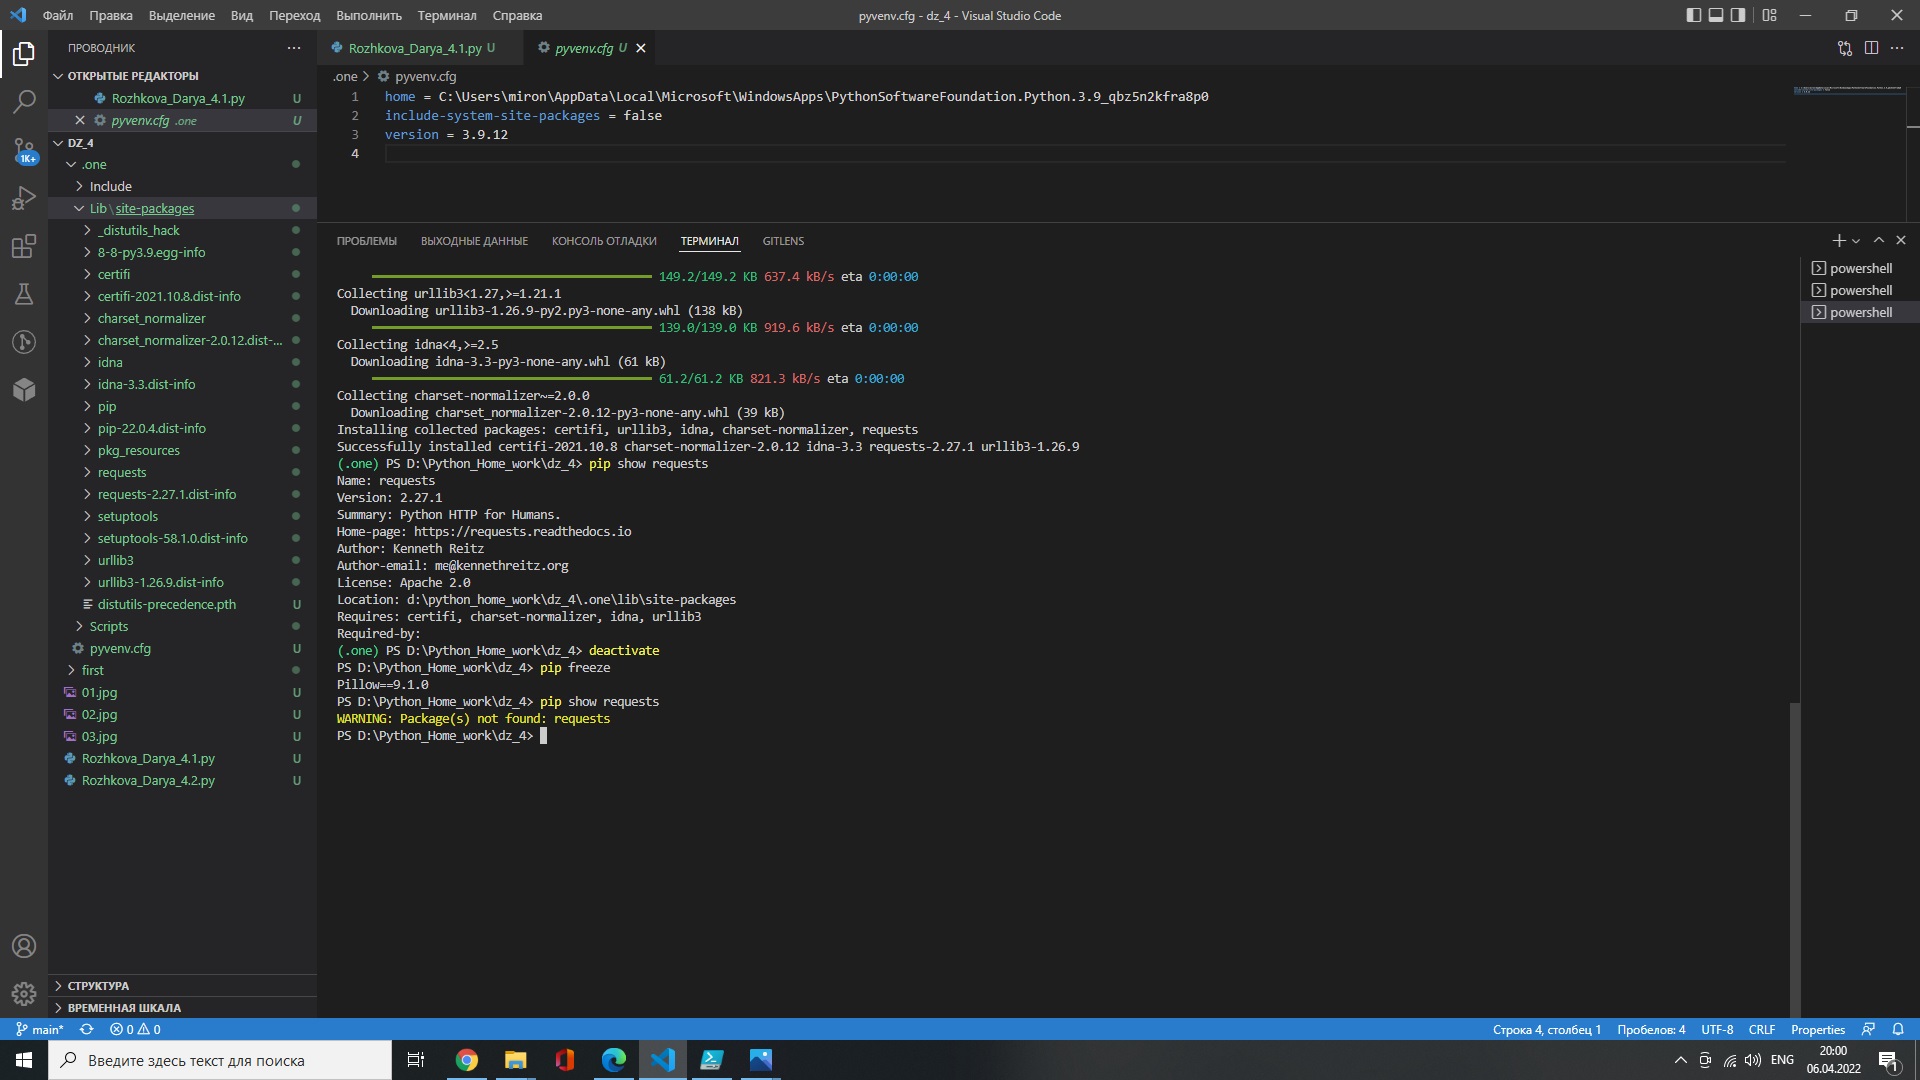 Файл Правка Выделение Вид Переход Выполнить Терминал Справка
pyvenv.cfg - dz_4 - Visual Studio Code
ПРОВОДНИК
ОТКРЫТЫЕ РЕДАКТОРЫ
Rozhkova_Darya_4.1.py U
pyvenv.cfg .one U
1K+
DZ_4
.one
Include
Lib\site-packages
_distutils_hack
8-8-py3.9.egg-info
certifi
certifi-2021.10.8.dist-info
charset_normalizer
charset_normalizer-2.0.12.dist-...
idna
idna-3.3.dist-info
pip
pip-22.0.4.dist-info
pkg_resources
requests
requests-2.27.1.dist-info
setuptools
setuptools-58.1.0.dist-info
urllib3
urllib3-1.26.9.dist-info
distutils-precedence.pth U
Scripts
pyvenv.cfg U
first
01.jpg U
02.jpg U
03.jpg U
Rozhkova_Darya_4.1.py U
Rozhkova_Darya_4.2.py U
СТРУКТУРА
ВРЕМЕННАЯ ШКАЛА
Rozhkova_Darya_4.1.py U
pyvenv.cfg U
.one > pyvenv.cfg
1 home = C:\Users\miron\AppData\Local\Microsoft\WindowsApps\PythonSoftwareFoundation.Python.3.9_qbz5n2kfra8p0
2 include-system-site-packages = false
3 version = 3.9.12
4
ПРОБЛЕМЫ ВЫХОДНЫЕ ДАННЫЕ КОНСОЛЬ ОТЛАДКИ ТЕРМИНАЛ GITLENS
149.2/149.2 KB 637.4 kB/s eta 0:00:00
Collecting urllib3<1.27,>=1.21.1
Downloading urllib3-1.26.9-py2.py3-none-any.whl (138 kB)
139.0/139.0 KB 919.6 kB/s eta 0:00:00
Collecting idna<4,>=2.5
Downloading idna-3.3-py3-none-any.whl (61 kB)
61.2/61.2 KB 821.3 kB/s eta 0:00:00
Collecting charset-normalizer~=2.0.0
Downloading charset_normalizer-2.0.12-py3-none-any.whl (39 kB)
Installing collected packages: certifi, urllib3, idna, charset-normalizer, requests
Successfully installed certifi-2021.10.8 charset-normalizer-2.0.12 idna-3.3 requests-2.27.1 urllib3-1.26.9
(.one) PS D:\Python_Home_work\dz_4> pip show requests
Name: requests
Version: 2.27.1
Summary: Python HTTP for Humans.
Home-page: https://requests.readthedocs.io
Author: Kenneth Reitz
Author-email: me@kennethreitz.org
License: Apache 2.0
Location: d:\python_home_work\dz_4\.one\lib\site-packages
Requires: certifi, charset-normalizer, idna, urllib3
Required-by:
(.one) PS D:\Python_Home_work\dz_4> deactivate
PS D:\Python_Home_work\dz_4> pip freeze
Pillow==9.1.0
PS D:\Python_Home_work\dz_4> pip show requests
WARNING: Package(s) not found: requests
PS D:\Python_Home_work\dz_4>
powershell
powershell
powershell
main* 0 0
Строка 4, столбец 1 Пробелов: 4 UTF-8 CRLF Properties
Введите здесь текст для поиска
ENG
20:00
06.04.2022
1